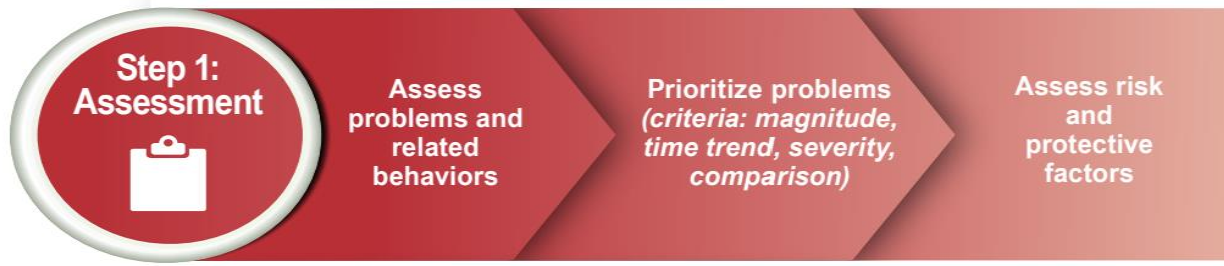 Step 1:
Assessment
Assess
problems and
related
behaviors
Prioritize problems
(criteria: magnitude,
time trend, severity,
comparison)
Assess risk
and
protective
factors